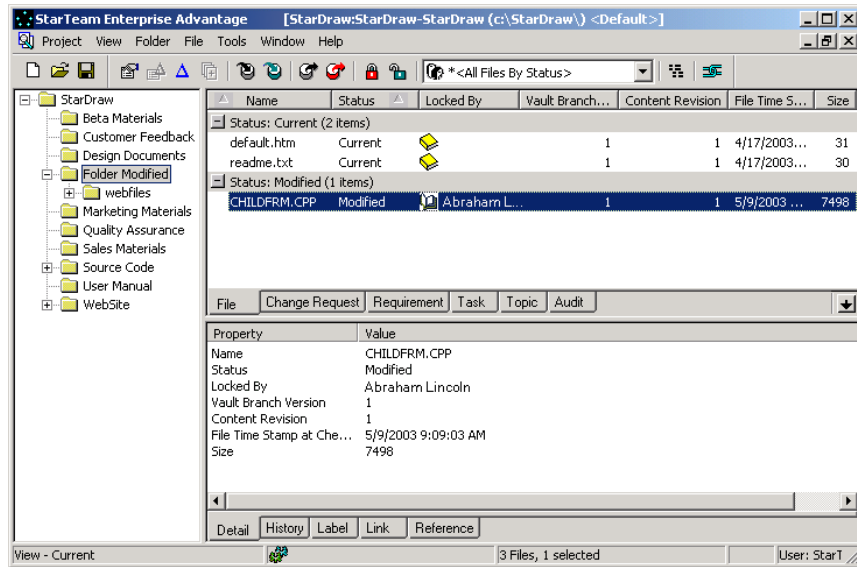 StarTeam Enterprise Advantage [StarDraw:StarDraw-StarDraw (c:\StarDraw\) <Default>]
Project View Folder File Tools Window Help
*<All Files By Status>
StarDraw
Beta Materials
Customer Feedback
Design Documents
Folder Modified
webfiles
Marketing Materials
Quality Assurance
Sales Materials
Source Code
User Manual
WebSite
Name Status Locked By Vault Branch... Content Revision File Time S... Size
Status: Current (2 items)
default.htm Current 1 1 4/17/2003... 31
readme.txt Current 1 1 4/17/2003... 30
Status: Modified (1 items)
CHILDFRM.CPP Modified Abraham L... 1 1 5/9/2003 ... 7498
File Change Request Requirement Task Topic Audit
Property Value
Name CHILDFRM.CPP
Status Modified
Locked By Abraham Lincoln
Vault Branch Version 1
Content Revision 1
File Time Stamp at Che... 5/9/2003 9:09:03 AM
Size 7498
Detail History Label Link Reference
View - Current 3 Files, 1 selected User: StarT